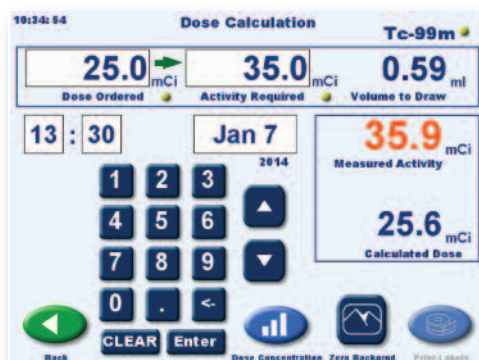 10:34:54 Dose Calculation Tc-99m
25.0 mCi 35.0 mCi 0.59 ml
Dose Ordered Activity Required Volume to Draw
13 : 30 Jan 7
2014
35.9 mCi
Measured Activity
25.6 mCi
Calculated Dose
1 2 3
4 5 6
7 8 9
0 . <-
CLEAR Enter
Back Dose Concentration Zero Backgrnd Print Labels